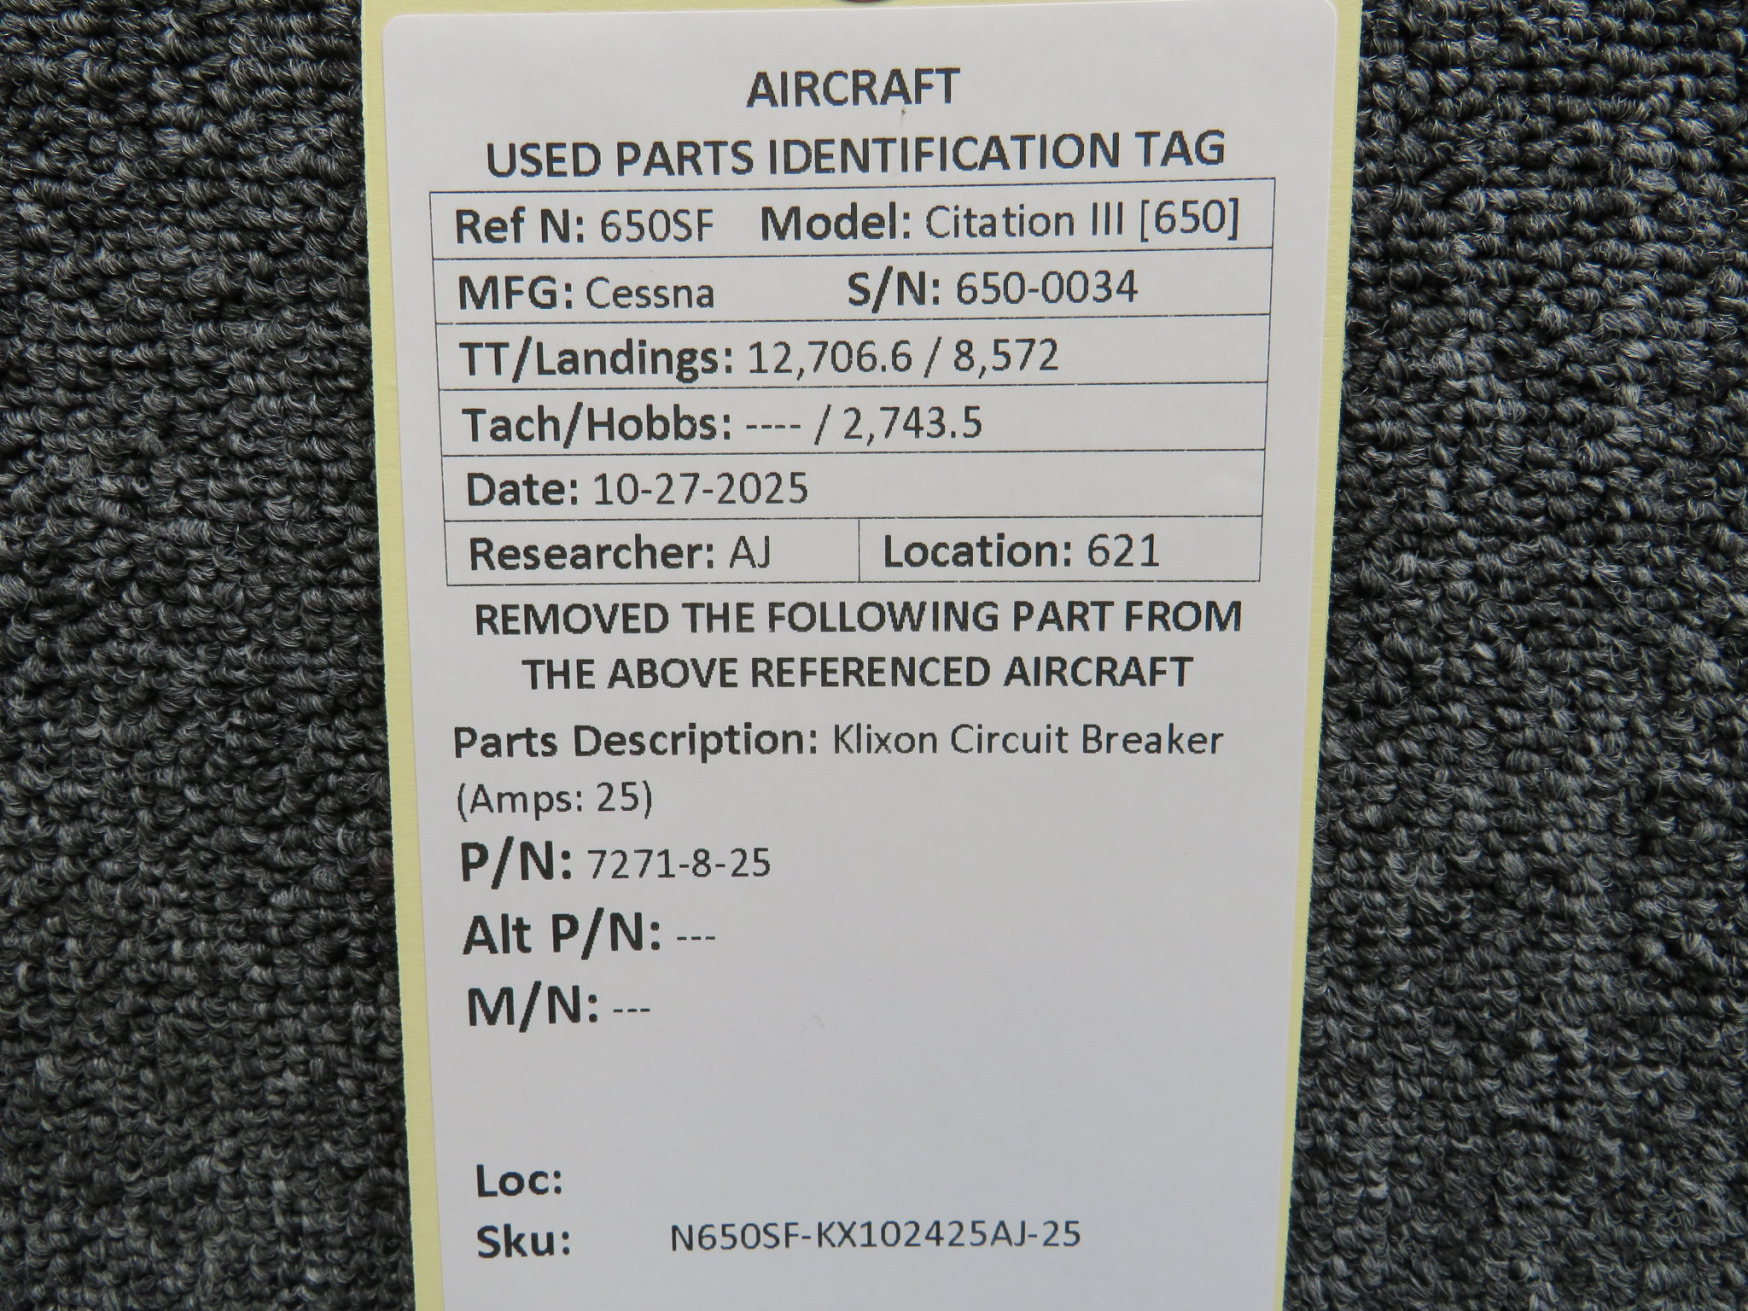 AIRCRAFT
USED PARTS IDENTIFICATION TAG
Ref N: 650SF Model: Citation III [650]
MFG: Cessna S/N: 650-0034
TT/Landings: 12,706.6 / 8,572
Tach/Hobbs: ---- / 2,743.5
Date: 10-27-2025
Researcher: AJ Location: 621
REMOVED THE FOLLOWING PART FROM
THE ABOVE REFERENCED AIRCRAFT
Parts Description: Klixon Circuit Breaker
(Amps: 25)
P/N: 7271-8-25
Alt P/N: ---
M/N: ---
Loc:
Sku: N650SF-KX102425AJ-25